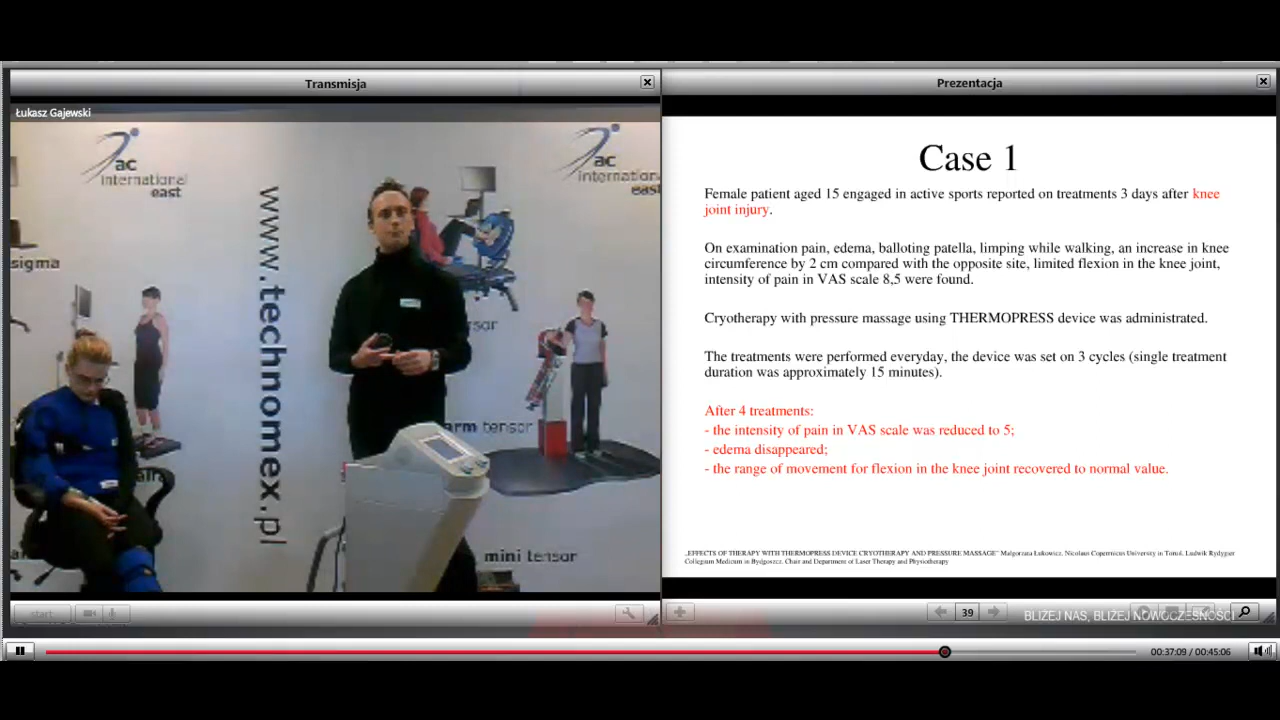 Transmisja
Łukasz Gajewski
ac
international
east
ac
international
east
www.technomex.pl
sigma
arm tensor
mini tensor
start
Prezentacja
Case 1
Female patient aged 15 engaged in active sports reported on treatments 3 days after knee
joint injury.
On examination pain, edema, balloting patella, limping while walking, an increase in knee
circumference by 2 cm compared with the opposite site, limited flexion in the knee joint,
intensity of pain in VAS scale 8,5 were found.
Cryotherapy with pressure massage using THERMOPRESS device was administrated.
The treatments were performed everyday, the device was set on 3 cycles (single treatment
duration was approximately 15 minutes).
After 4 treatments:
- the intensity of pain in VAS scale was reduced to 5;
- edema disappeared;
- the range of movement for flexion in the knee joint recovered to normal value.
„EFFECTS OF THERAPY WITH THERMOPRESS DEVICE CRYOTHERAPY AND PRESSURE MASSAGE” Małgorzata Łukowicz, Nicolaus Copernicus University in Toruń, Ludwik Rydygier
Collegium Medicum in Bydgoszcz, Chair and Department of Laser Therapy and Physiotherapy
39
BLIŻEJ NAS, BLIŻEJ NOWOCZESNOŚCI
00:37:09 / 00:45:06